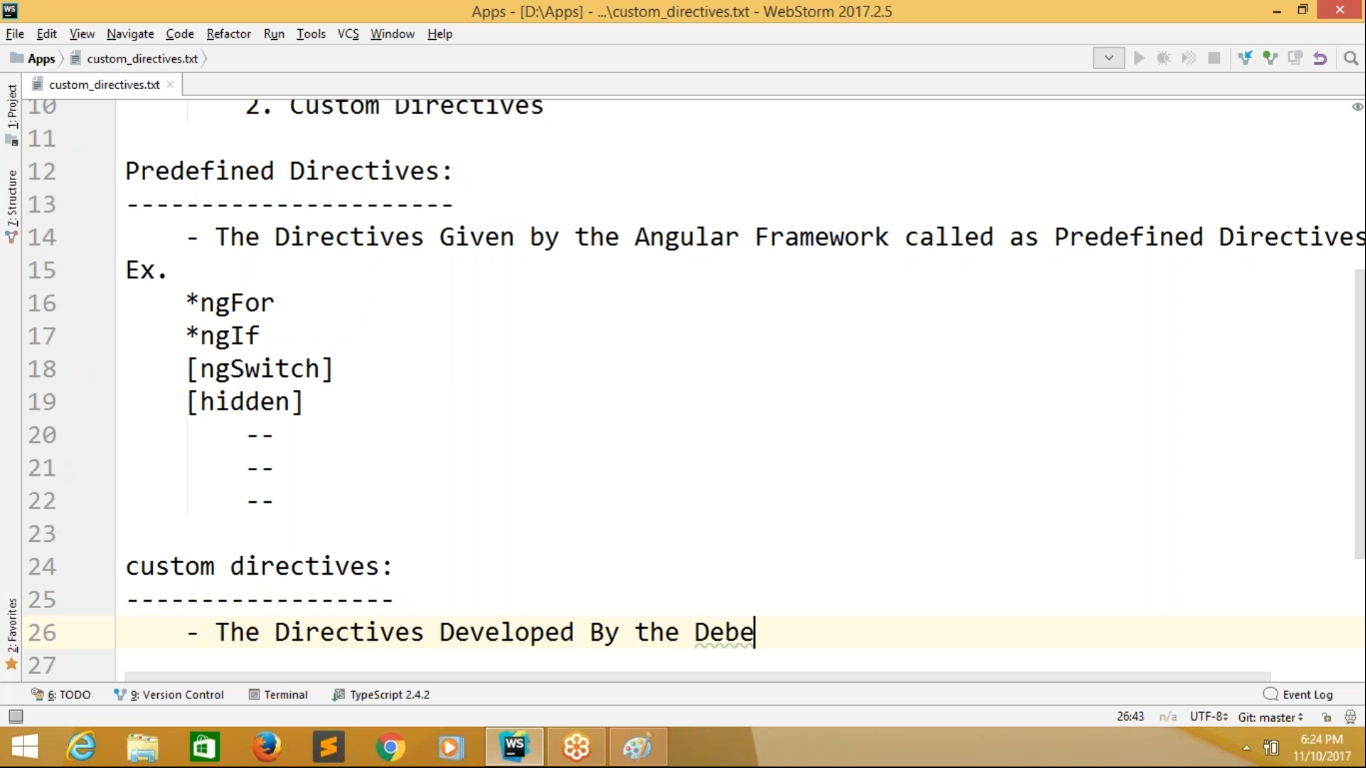 Apps - [D:\Apps] - ...\custom_directives.txt - WebStorm 2017.2.5
File Edit View Navigate Code Refactor Run Tools VCS Window Help
Apps custom_directives.txt
custom_directives.txt
1: Project
7: Structure
2: Favorites
10 2. Custom Directives
11
12 Predefined Directives:
13 ----------------------
14 - The Directives Given by the Angular Framework called as Predefined Directives
15 Ex.
16 *ngFor
17 *ngIf
18 [ngSwitch]
19 [hidden]
20 --
21 --
22 --
23
24 custom directives:
25 ------------------
26 - The Directives Developed By the Debe
27
6: TODO 9: Version Control Terminal TypeScript 2.4.2 Event Log
26:43 n/a UTF-8 Git: master
WS
6:24 PM
11/10/2017